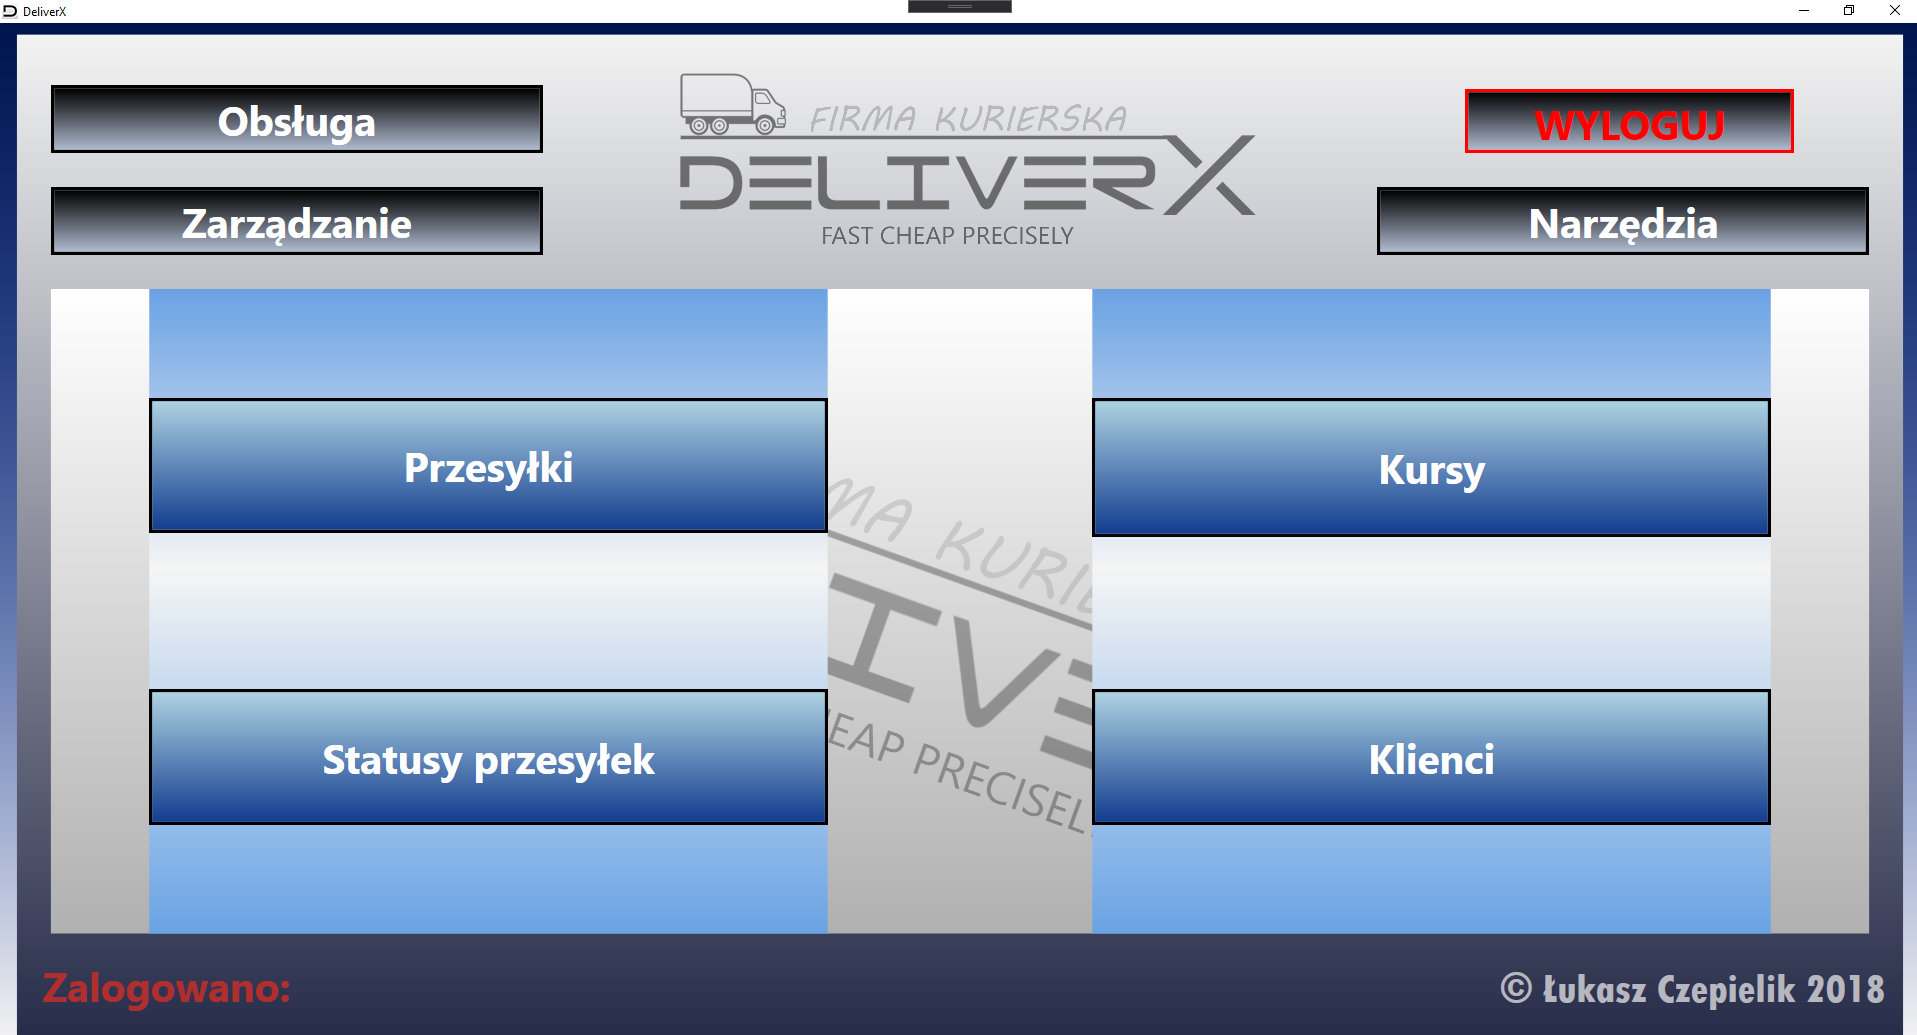 DeliverX
Obsługa
FIRMA KURIERSKA
WYLOGUJ
DELIVERX
Zarządzanie
Narzędzia
FAST CHEAP PRECISELY
Przesyłki
Kursy
MA KURIE
IVE
EAP PRECISEL
Statusy przesyłek
Klienci
Zalogowano:
© Łukasz Czepielik 2018